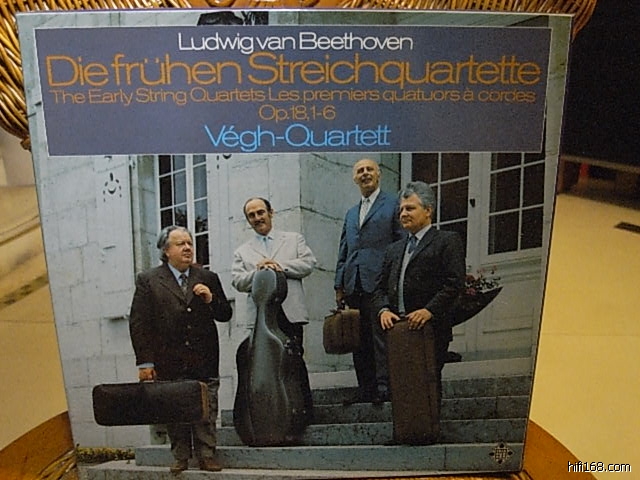 Ludwig van Beethoven
Die frühen Streichquartette
The Early String Quartets Les premiers quatuors à cordes
Op.18,1-6
Végh-Quartett
hifi168.com